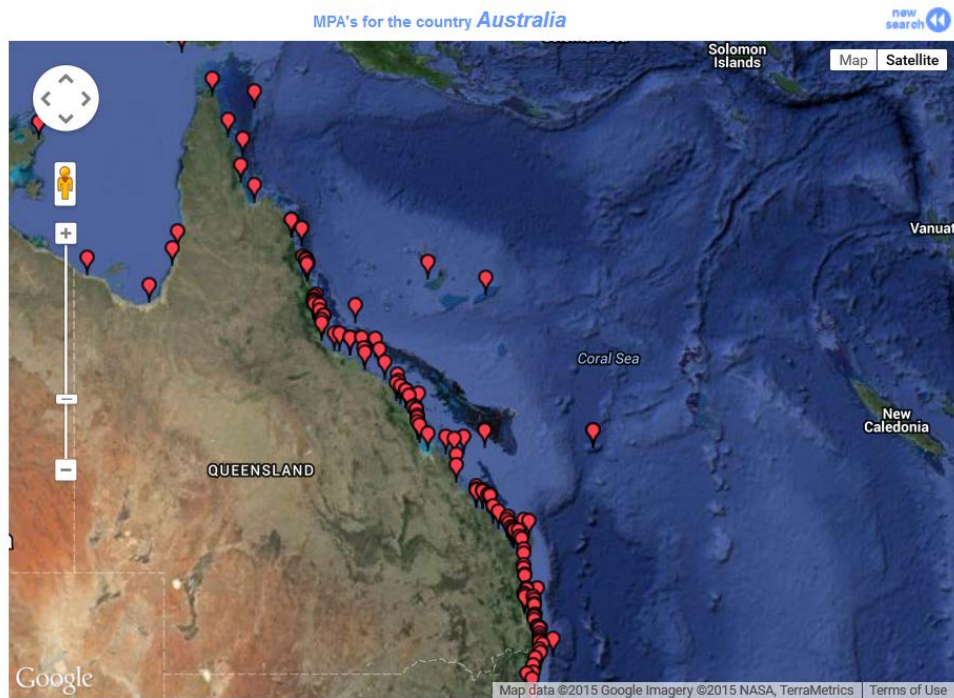 MPA's for the country Australia
new
search
Solomon
Islands
Map Satellite
Vanuat
Coral Sea
New
Caledonia
QUEENSLAND
Google
Map data ©2015 Google Imagery ©2015 NASA, TerraMetrics Terms of Use